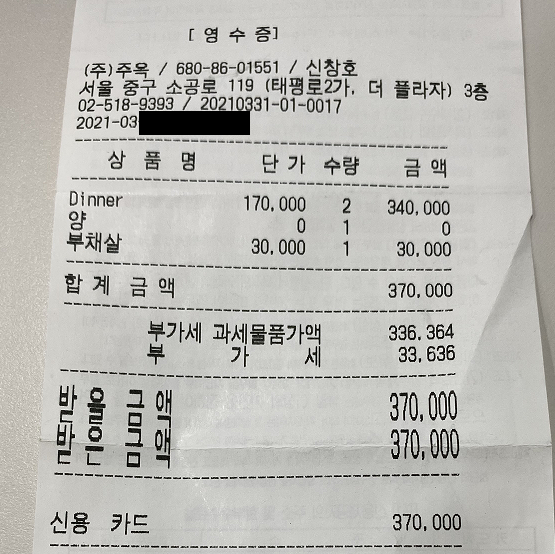 [ 영 수 증]
(주)주옥 / 680-86-01551 / 신창호
서울 중구 소공로 119 (태평로2가, 더 플라자) 3층
02-518-9393 / 20210331-01-0017
2021-03
상 품 명 단 가 수량 금 액
Dinner 170,000 2 340,000
양 0 1 0
부채살 30,000 1 30,000
합 계 금 액 370,000
부가세 과세물품가액 336,364
부 가 세 33,636
받 을 금 액 370,000
받 은 금 액 370,000
신용 카드 370,000